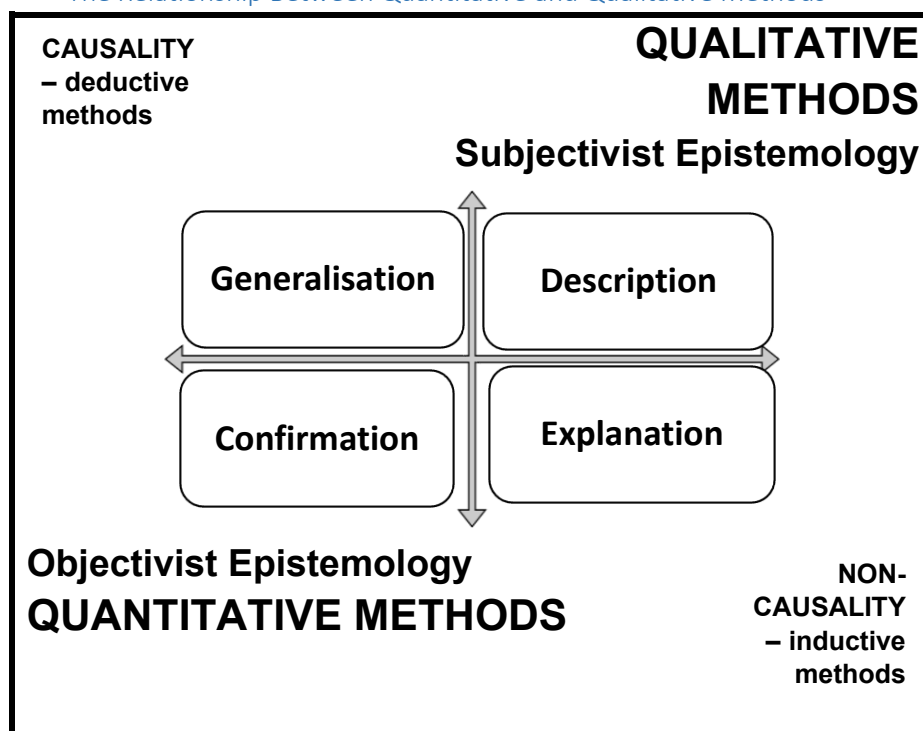 The Relationship Between Quantitative and Qualitative Methods
CAUSALITY
– deductive
methods
QUALITATIVE
METHODS
Subjectivist Epistemology
Generalisation
Description
Confirmation
Explanation
Objectivist Epistemology
QUANTITATIVE METHODS
NON-
CAUSALITY
– inductive
methods